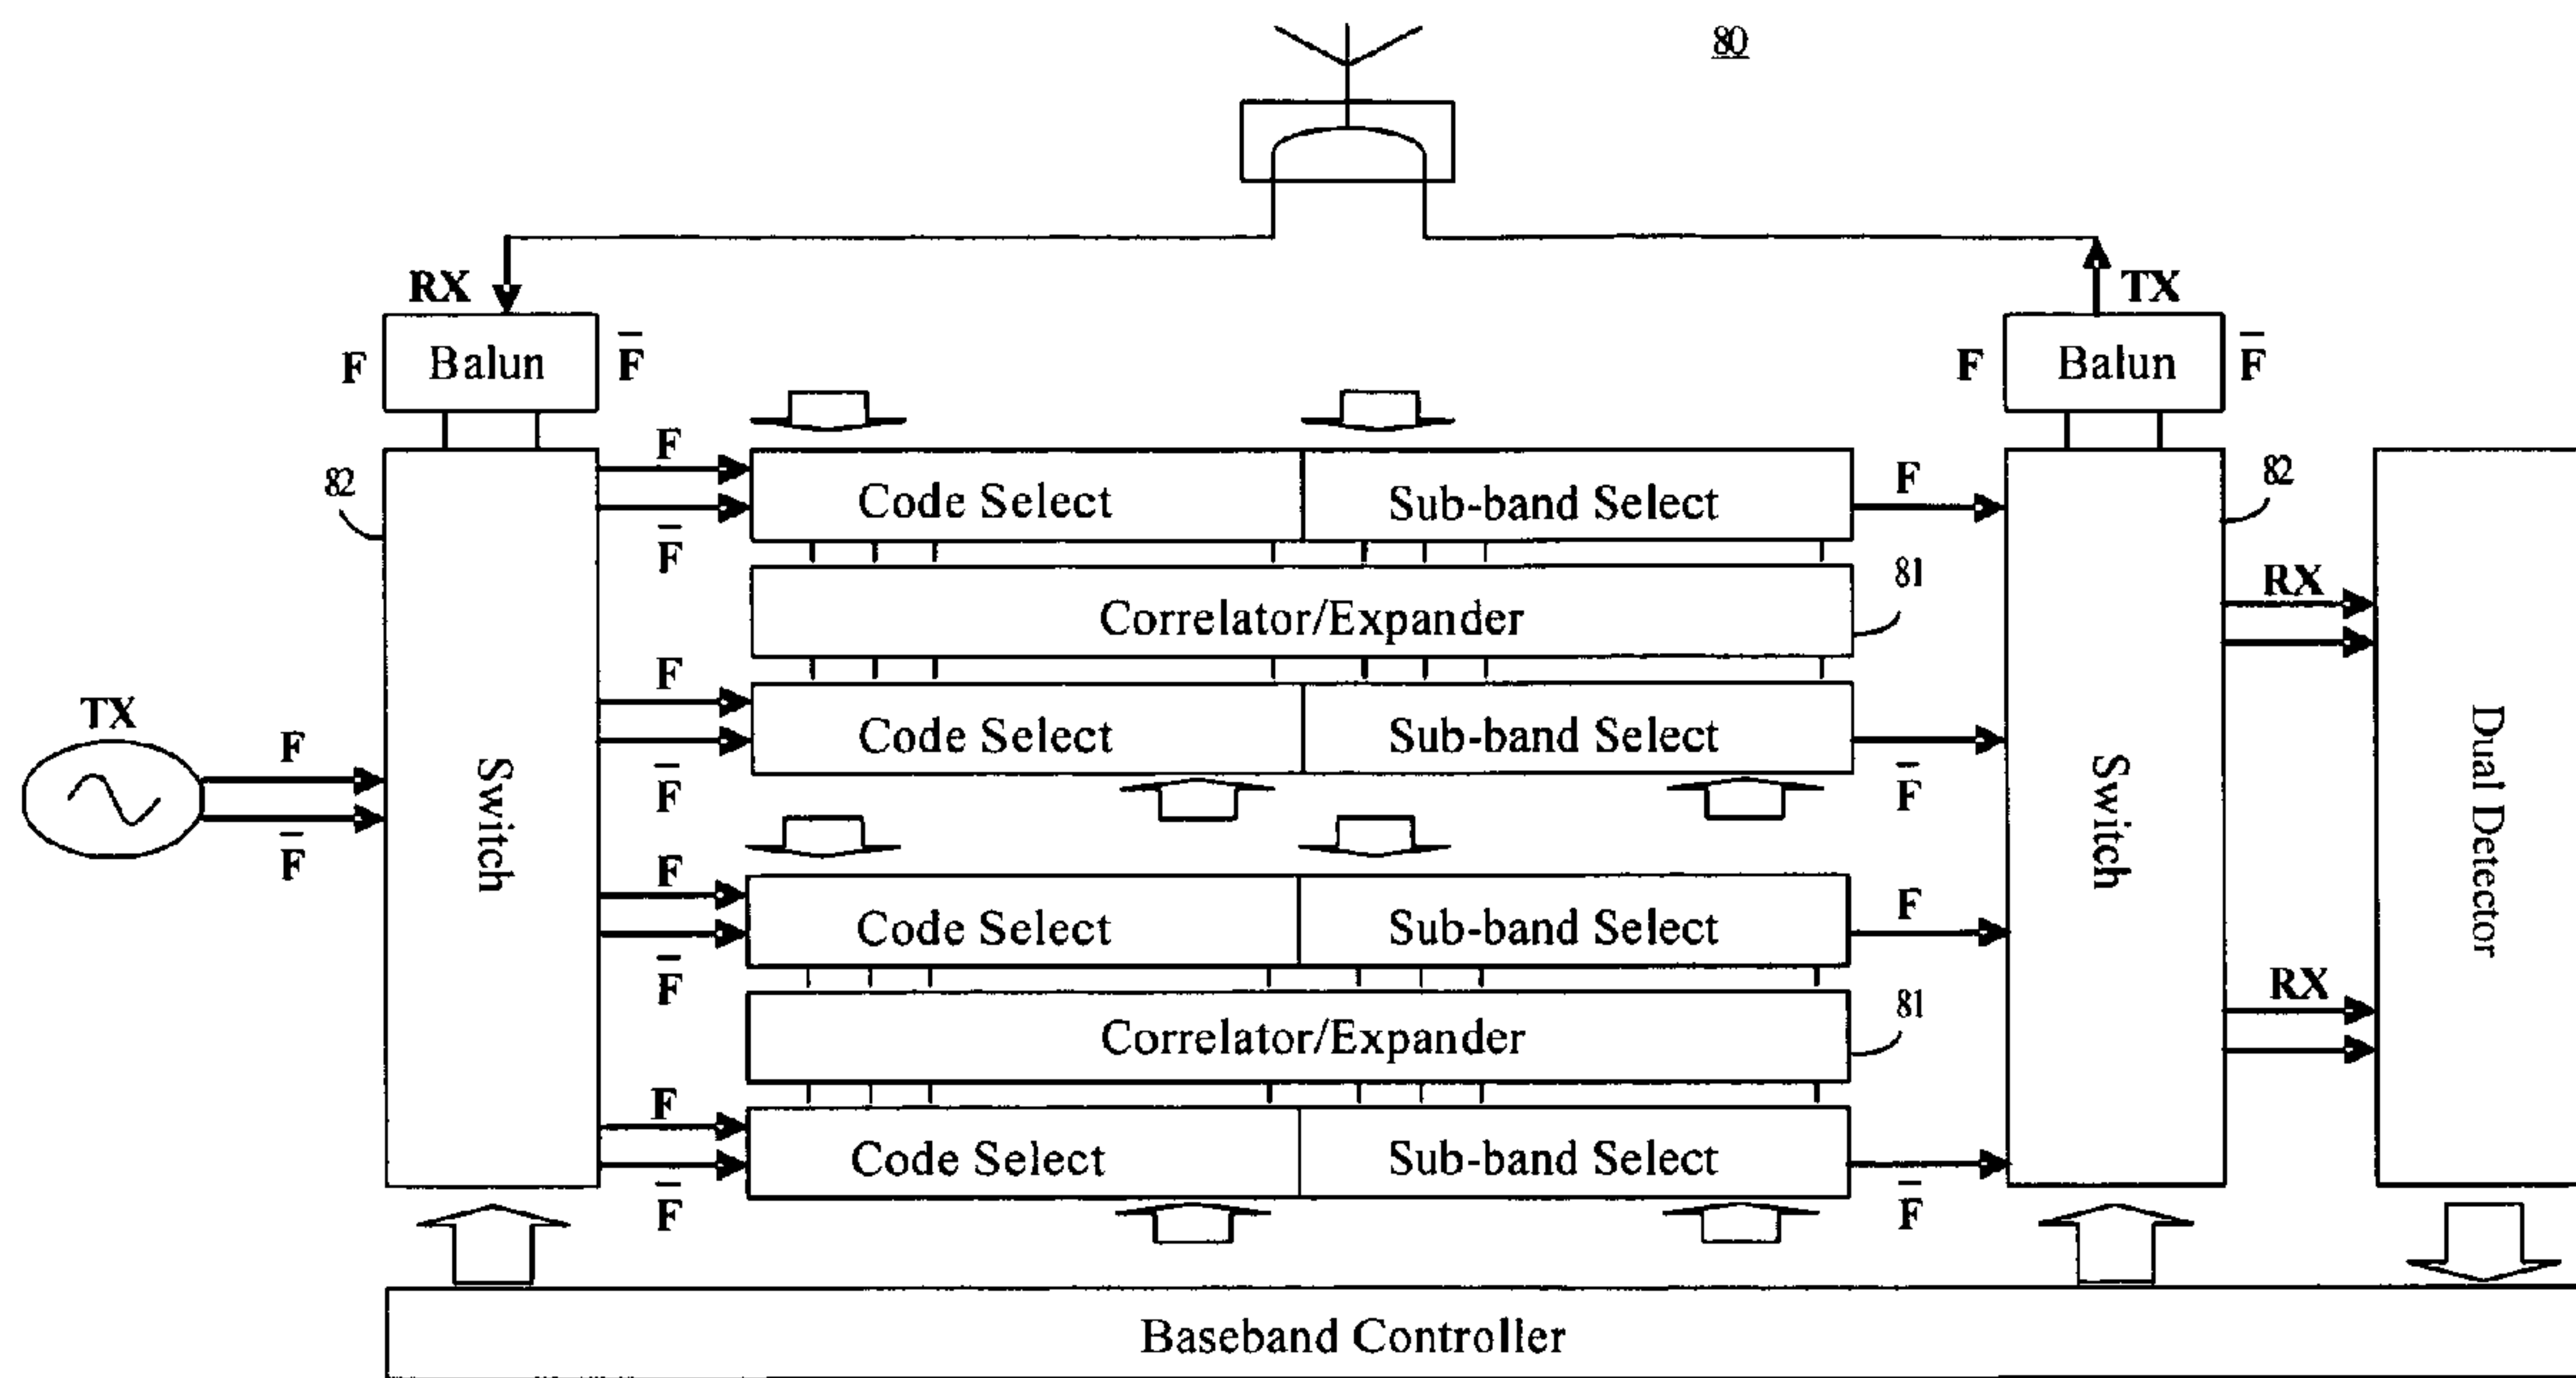 80
RX
TX
F
Balun
F̅
F
Balun
F̅
82
F
F̅
Code Select
Sub-band Select
F
82
Correlator/Expander
81
RX
F
F̅
Code Select
Sub-band Select
F̅
TX
F
F̅
Switch
Switch
Dual Detector
F
F̅
Code Select
Sub-band Select
F
Correlator/Expander
81
RX
F
F̅
Code Select
Sub-band Select
F̅
Baseband Controller